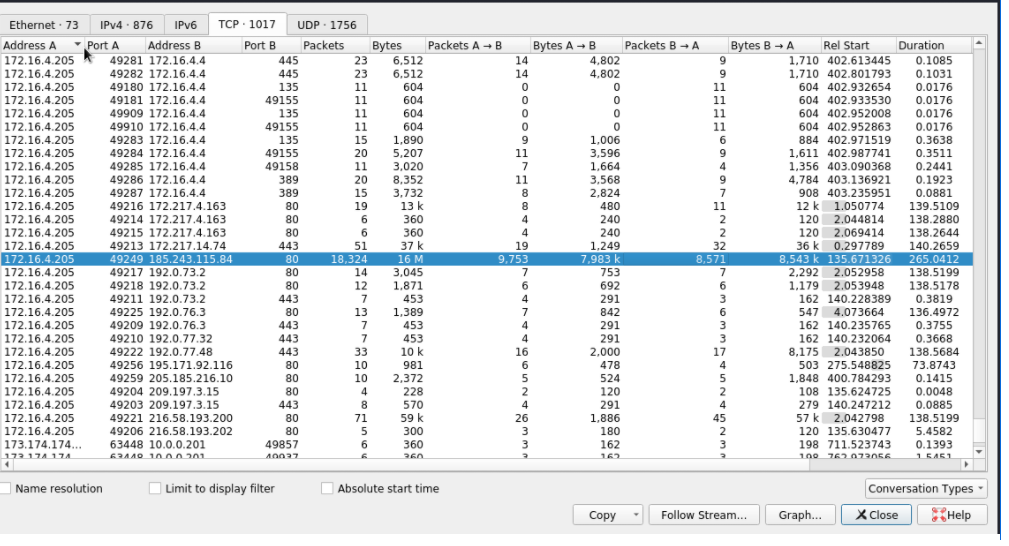 Ethernet · 73 IPv4 · 876 IPv6 TCP · 1017 UDP · 1756
Address A Port A Address B Port B Packets Bytes Packets A → B Bytes A → B Packets B → A Bytes B → A Rel Start Duration
172.16.4.205 49281 172.16.4.4 445 23 6,512 14 4,802 9 1,710 402.613445 0.1085
172.16.4.205 49282 172.16.4.4 445 23 6,512 14 4,802 9 1,710 402.801793 0.1031
172.16.4.205 49180 172.16.4.4 135 11 604 0 0 11 604 402.932654 0.0176
172.16.4.205 49181 172.16.4.4 49155 11 604 0 0 11 604 402.933530 0.0176
172.16.4.205 49909 172.16.4.4 135 11 604 0 0 11 604 402.952008 0.0176
172.16.4.205 49910 172.16.4.4 49155 11 604 0 0 11 604 402.952863 0.0176
172.16.4.205 49283 172.16.4.4 135 15 1,890 9 1,006 6 884 402.971519 0.3638
172.16.4.205 49284 172.16.4.4 49155 20 5,207 11 3,596 9 1,611 402.987741 0.3511
172.16.4.205 49285 172.16.4.4 49158 11 3,020 7 1,664 4 1,356 403.090368 0.2441
172.16.4.205 49286 172.16.4.4 389 20 8,352 11 3,568 9 4,784 403.136921 0.1923
172.16.4.205 49287 172.16.4.4 389 15 3,732 8 2,824 7 908 403.235951 0.0881
172.16.4.205 49216 172.217.4.163 80 19 13 k 8 480 11 12 k 1.050774 139.5109
172.16.4.205 49214 172.217.4.163 80 6 360 4 240 2 120 2.044814 138.2880
172.16.4.205 49215 172.217.4.163 80 6 360 4 240 2 120 2.069414 138.2644
172.16.4.205 49213 172.217.14.74 443 51 37 k 19 1,249 32 36 k 0.297789 140.2659
172.16.4.205 49249 185.243.115.84 80 18,324 16 M 9,753 7,983 k 8,571 8,543 k 135.671326 265.0412
172.16.4.205 49217 192.0.73.2 80 14 3,045 7 753 7 2,292 2.052958 138.5199
172.16.4.205 49218 192.0.73.2 80 12 1,871 6 692 6 1,179 2.053948 138.5178
172.16.4.205 49211 192.0.73.2 443 7 453 4 291 3 162 140.228389 0.3819
172.16.4.205 49225 192.0.76.3 80 13 1,389 7 842 6 547 4.073664 136.4972
172.16.4.205 49209 192.0.76.3 443 7 453 4 291 3 162 140.235765 0.3755
172.16.4.205 49210 192.0.77.32 443 7 453 4 291 3 162 140.232064 0.3668
172.16.4.205 49222 192.0.77.48 443 33 10 k 16 2,000 17 8,175 2.043850 138.5684
172.16.4.205 49256 195.171.92.116 80 10 981 6 478 4 503 275.548825 73.8743
172.16.4.205 49259 205.185.216.10 80 10 2,372 5 524 5 1,848 400.784293 0.1415
172.16.4.205 49204 209.197.3.15 80 4 228 2 120 2 108 135.624725 0.0048
172.16.4.205 49203 209.197.3.15 443 8 570 4 291 4 279 140.247212 0.0885
172.16.4.205 49221 216.58.193.200 80 71 59 k 26 1,886 45 57 k 2.042798 138.5199
172.16.4.205 49206 216.58.193.202 80 5 300 3 180 2 120 135.630477 5.4582
173.174.174... 63448 10.0.0.201 49857 6 360 3 162 3 198 711.523743 0.1393
173.174.174 63448 10.0.0.201 49937 6 360 3 162 3 198 762.973056 1.5451
Name resolution Limit to display filter Absolute start time Conversation Types
Copy Follow Stream... Graph... Close Help